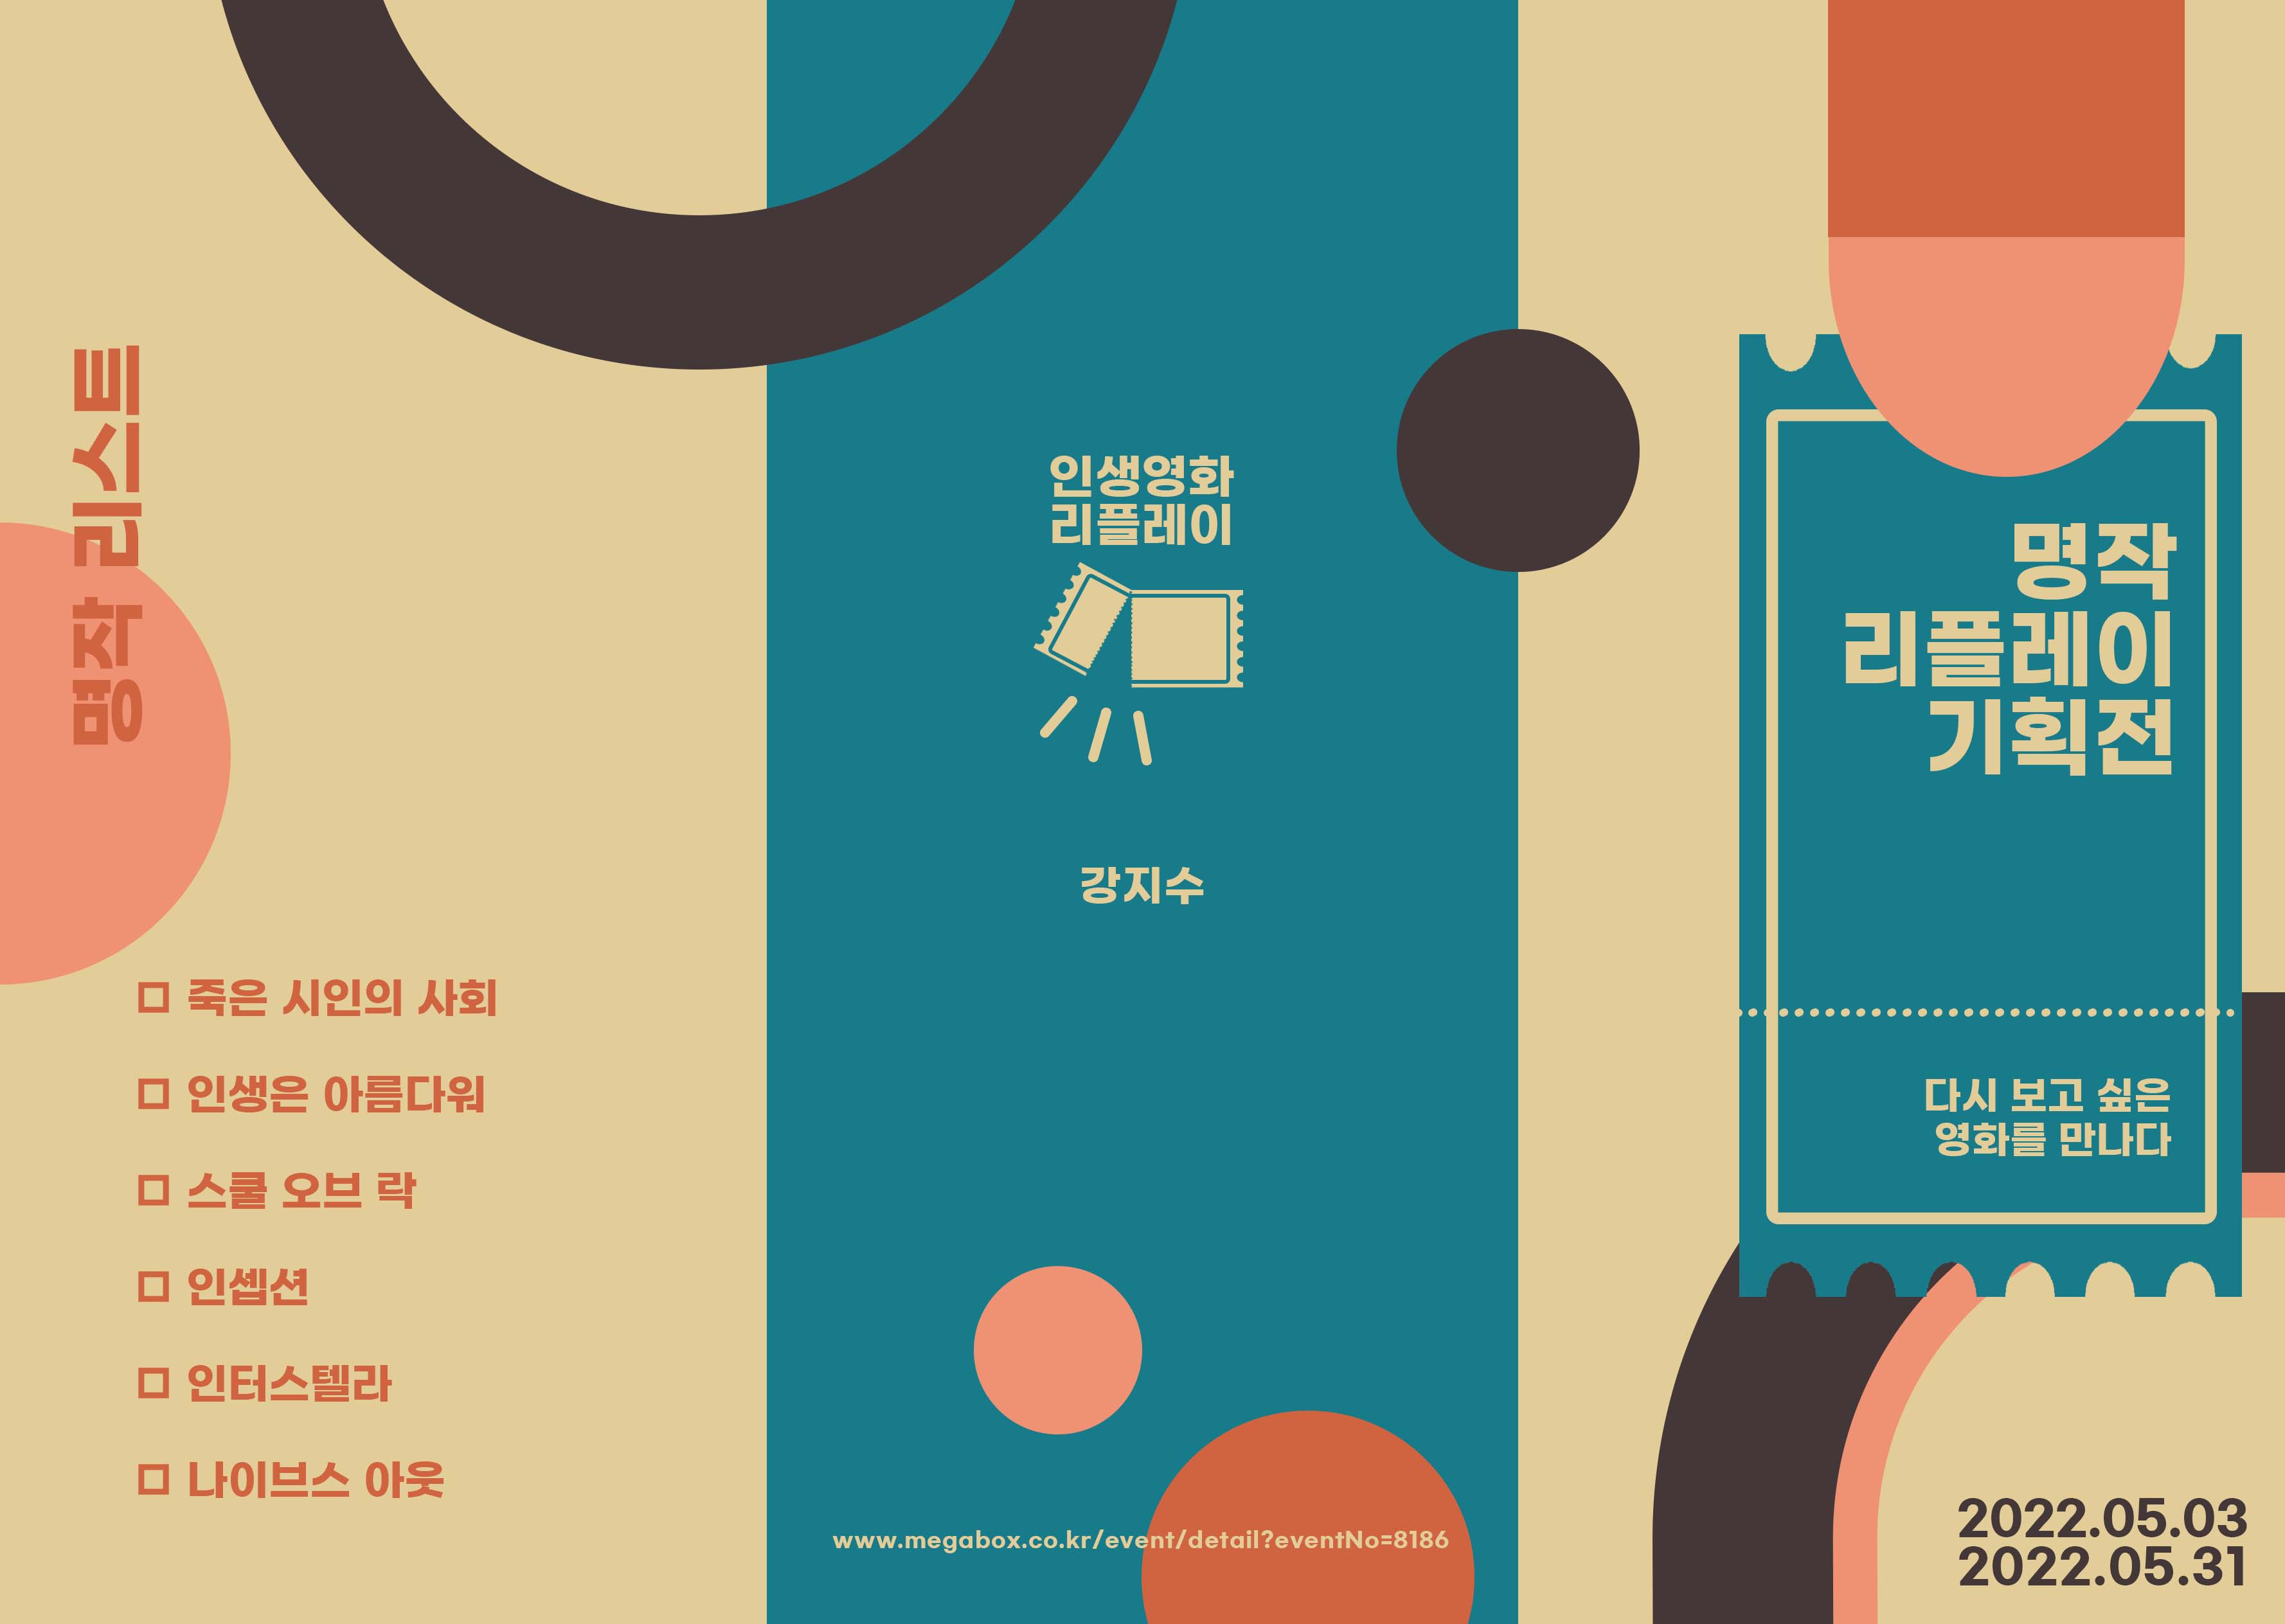 명작 리스트
죽은 시인의 사회
인생은 아름다워
스쿨 오브 락
인셉션
인터스텔라
나이브스 아웃
인생영화
리플레이
강지수
www.megabox.co.kr/event/detail?eventNo=8186
명작
리플레이
기획전
다시 보고 싶은
영화를 만나다
2022.05.03
2022.05.31